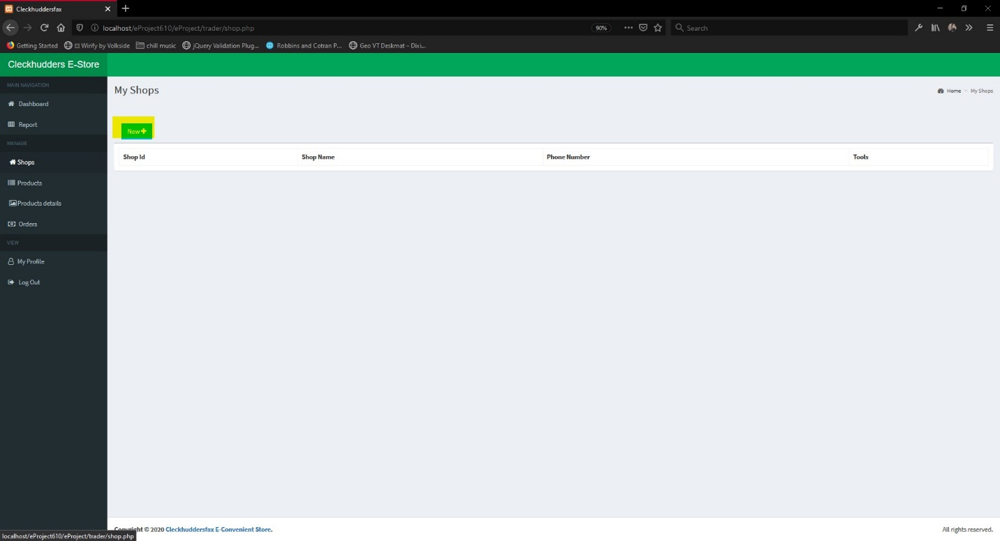 Cleckhuddersfax
localhost/eProject610/eProject/trader/shop.php
90%
Search
Getting Started
Wirify by Volkside
chill music
jQuery Validation Plug...
Robbins and Cotran P...
Geo VT Deskmat – Dixi...
Cleckhudders E-Store
MAIN NAVIGATION
Dashboard
Report
MANAGE
Shops
Products
Products details
Orders
VIEW
My Profile
Log Out
My Shops
Home > My Shops
New
Shop Id Shop Name Phone Number Tools
Copyright © 2020 Cleckhuddersfax E-Convenient Store.
All rights reserved.
localhost/eProject610/eProject/trader/shop.php